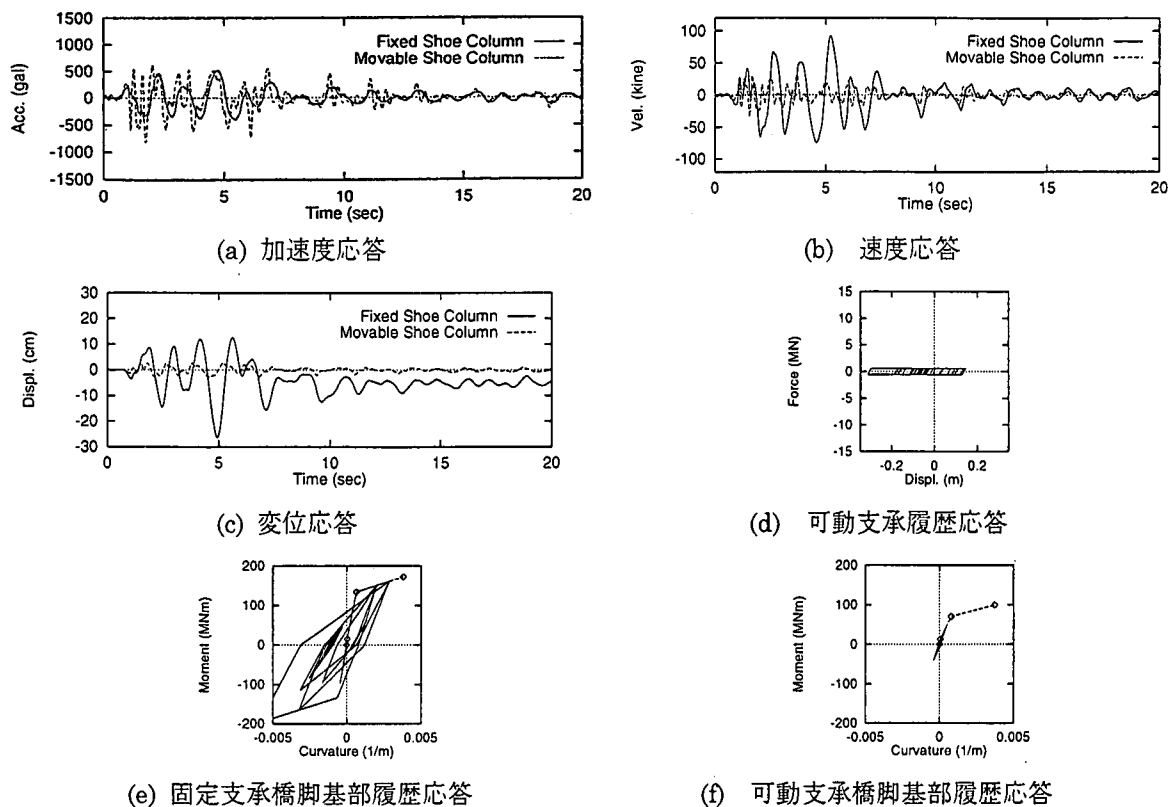 1500
1000
500
0
-500
-1000
-1500
Acc. (gal)
Fixed Shoe Column
Movable Shoe Column
0 5 10 15 20
Time (sec)
(a) 加速度応答
100
50
0
-50
-100
Vel. (kine)
Fixed Shoe Column
Movable Shoe Column
0 5 10 15 20
Time (sec)
(b) 速度応答
30
20
10
0
-10
-20
-30
Displ. (cm)
Fixed Shoe Column
Movable Shoe Column
0 5 10 15 20
Time (sec)
(c) 変位応答
15
10
5
0
-5
-10
-15
Force (MN)
-0.2 0 0.2
Displ. (m)
(d) 可動支承履歴応答
200
100
0
-100
-200
Moment (MNm)
-0.005 0 0.005
Curvature (1/m)
(e) 固定支承橋脚基部履歴応答
200
100
0
-100
-200
Moment (MNm)
-0.005 0 0.005
Curvature (1/m)
(f) 可動支承橋脚基部履歴応答